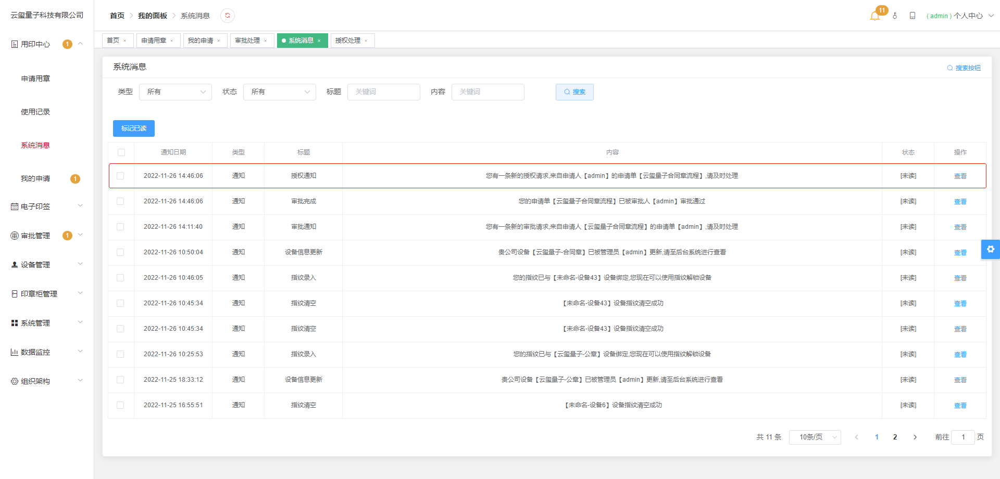 云玺量子科技有限公司
首页 我的面板 系统消息
11
( admin ) 个人中心
首页 × 申请用章 × 我的申请 × 审批处理 × 系统消息 × 授权处理 ×
用印中心 1
申请用章
使用记录
系统消息
我的申请 1
电子印签
审批管理 1
设备管理
印章柜管理
系统管理
数据监控
组织架构
系统消息 搜索按钮
类型 所有 状态 所有 标题 关键词 内容 关键词 搜索
标记已读
通知日期 类型 标题 内容 状态 操作
2022-11-26 14:46:06 通知 授权通知 您有一条新的授权请求,来自申请人【admin】的申请单【云玺量子合同章流程】,请及时处理 [未读] 查看
2022-11-26 14:46:06 通知 审批完成 您的申请单【云玺量子合同章流程】已被审批人【admin】审批通过 [未读] 查看
2022-11-26 14:11:40 通知 审批通知 您有一条新的审批请求,来自申请人【云玺量子合同章流程】的申请单【admin】,请及时处理 [未读] 查看
2022-11-26 10:50:04 通知 设备信息更新 贵公司设备【云玺量子-合同章】已被管理员【admin】更新,请至后台系统进行查看 [未读] 查看
2022-11-26 10:46:05 通知 指纹录入 您的指纹已与【未命名-设备43】设备绑定,您现在可以使用指纹解锁设备 [未读] 查看
2022-11-26 10:45:34 通知 指纹清空 【未命名-设备43】设备指纹清空成功 [未读] 查看
2022-11-26 10:45:34 通知 指纹清空 【未命名-设备43】设备指纹清空成功 [未读] 查看
2022-11-26 10:25:53 通知 指纹录入 您的指纹已与【云玺量子-公章】设备绑定,您现在可以使用指纹解锁设备 [未读] 查看
2022-11-25 18:33:12 通知 设备信息更新 贵公司设备【云玺量子-公章】已被管理员【admin】更新,请至后台系统进行查看 [未读] 查看
2022-11-25 16:55:51 通知 指纹清空 【未命名-设备6】设备指纹清空成功 [未读] 查看
共 11 条 10条/页 1 2 前往 1 页